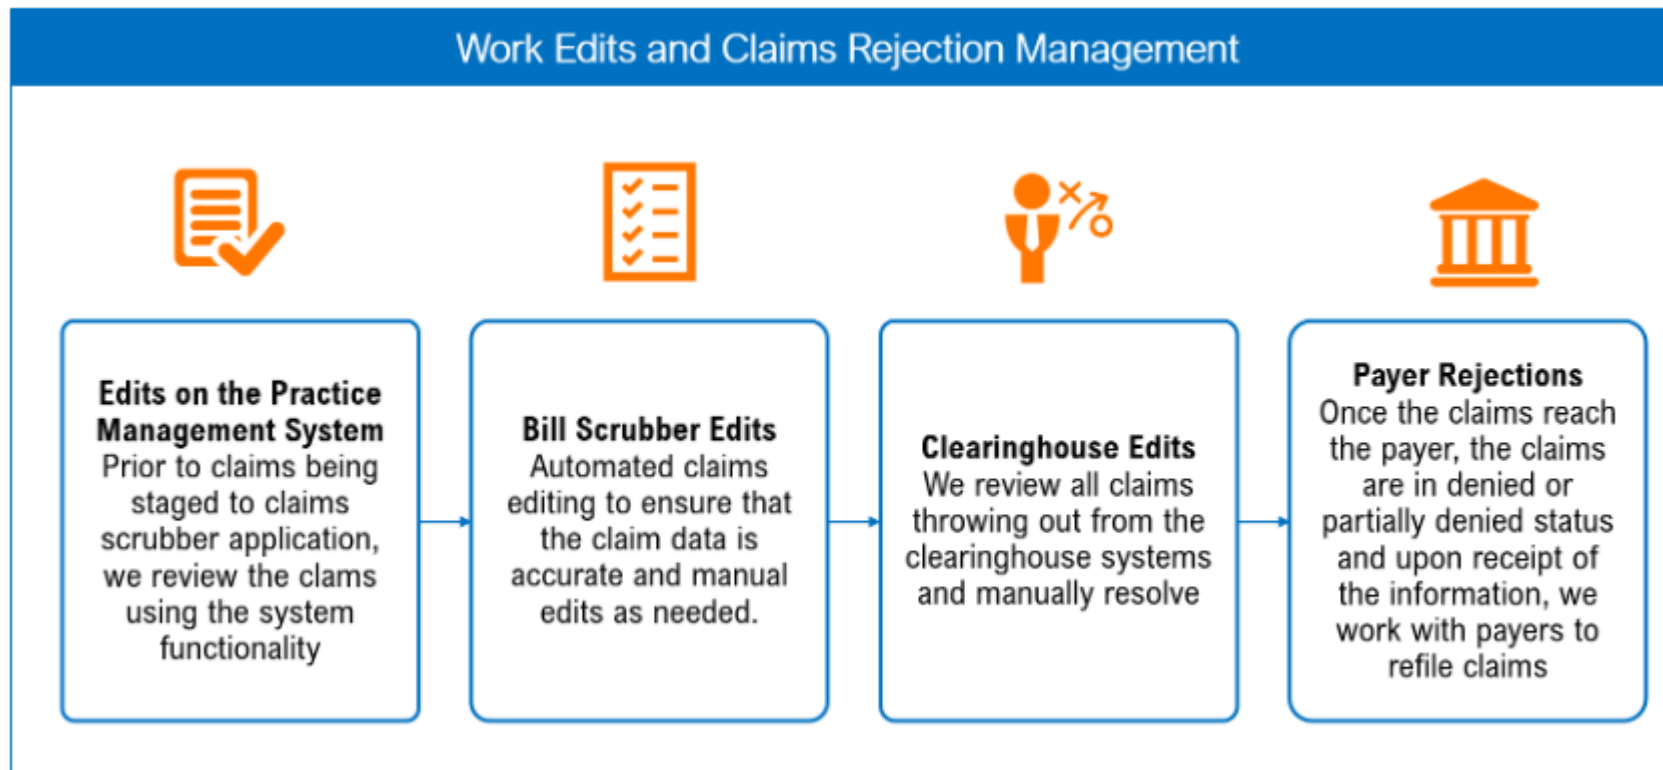 Work Edits and Claims Rejection Management
Edits on the Practice
Management System
Prior to claims being
staged to claims
scrubber application,
we review the clams
using the system
functionality
Bill Scrubber Edits
Automated claims
editing to ensure that
the claim data is
accurate and manual
edits as needed.
Clearinghouse Edits
We review all claims
throwing out from the
clearinghouse systems
and manually resolve
Payer Rejections
Once the claims reach
the payer, the claims
are in denied or
partially denied status
and upon receipt of
the information, we
work with payers to
refile claims